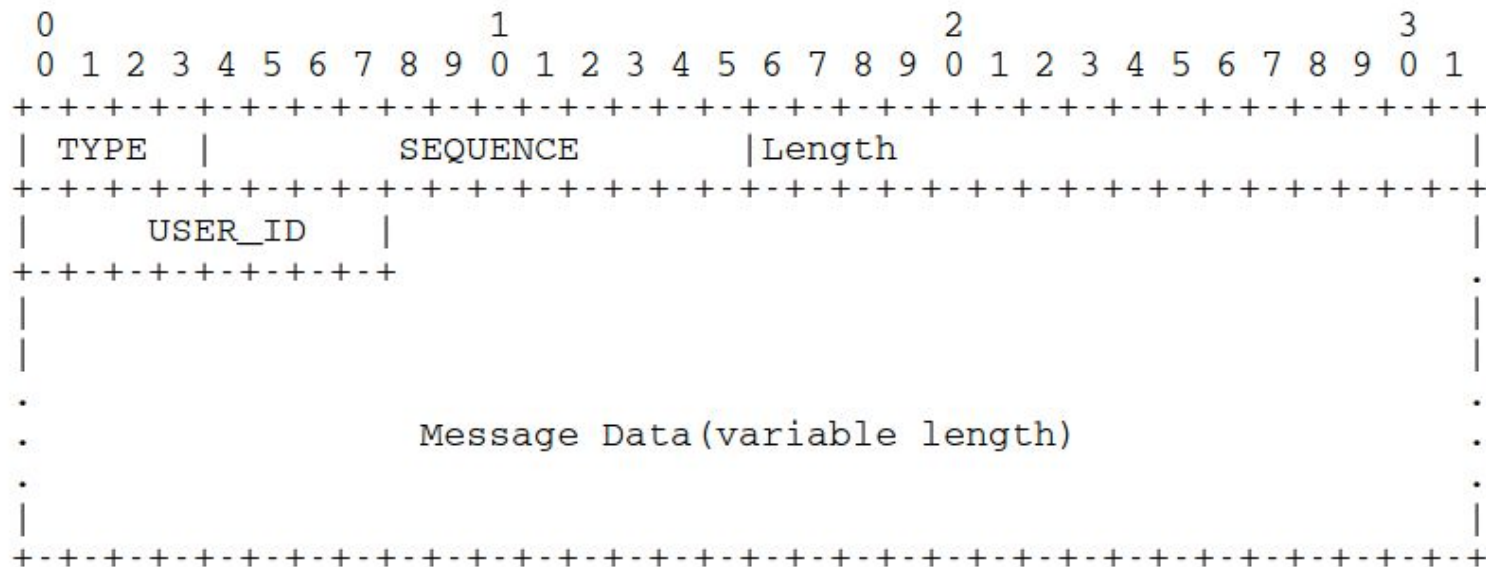 0                   1                   2                   3
0 1 2 3 4 5 6 7 8 9 0 1 2 3 4 5 6 7 8 9 0 1 2 3 4 5 6 7 8 9 0 1
+-+-+-+-+-+-+-+-+-+-+-+-+-+-+-+-+-+-+-+-+-+-+-+-+-+-+-+-+-+-+-+-+
| TYPE  |        SEQUENCE       |Length                         |
+-+-+-+-+-+-+-+-+-+-+-+-+-+-+-+-+-+-+-+-+-+-+-+-+-+-+-+-+-+-+-+-+
|     USER_ID   |                                               |
+-+-+-+-+-+-+-+-+                                               .
|                                                               |
|                                                               |
.                                                               .
.                 Message Data(variable length)                 .
.                                                               .
|                                                               |
+-+-+-+-+-+-+-+-+-+-+-+-+-+-+-+-+-+-+-+-+-+-+-+-+-+-+-+-+-+-+-+-+